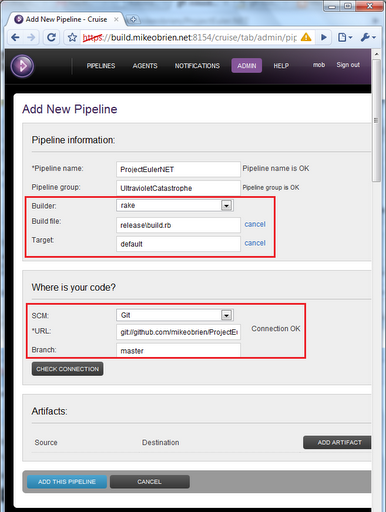 Add New Pipeline - Cruise
https://build.mikeobrien.net:8154/cruise/tab/admin/pip
PIPELINES AGENTS NOTIFICATIONS ADMIN HELP mob Sign out
Add New Pipeline
Pipeline information:
*Pipeline name: ProjectEulerNET Pipeline name is OK
Pipeline group: UltravioletCatastrophe Pipeline group is OK
Builder: rake
Build file: release\build.rb cancel
Target: default cancel
Where is your code?
SCM: Git
*URL: git://github.com/mikeobrien/ProjectEu Connection OK
Branch: master
CHECK CONNECTION
Artifacts:
Source Destination ADD ARTIFACT
ADD THIS PIPELINE CANCEL